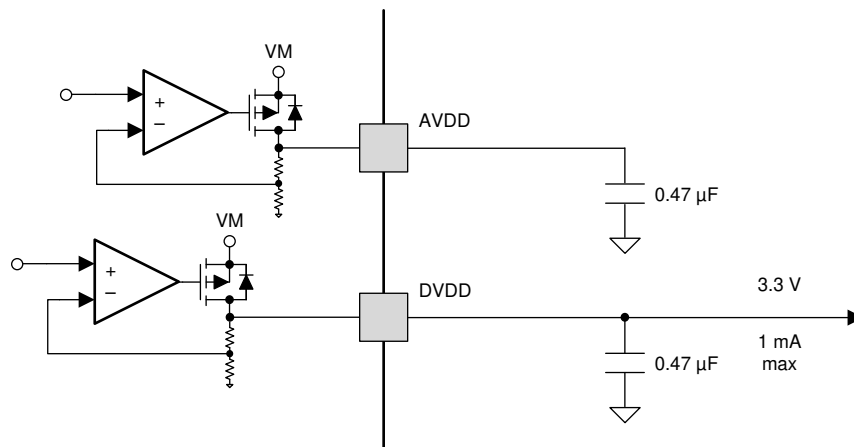 VM
+
−
AVDD
0.47 µF
VM
+
−
DVDD
3.3 V
1 mA
max
0.47 µF